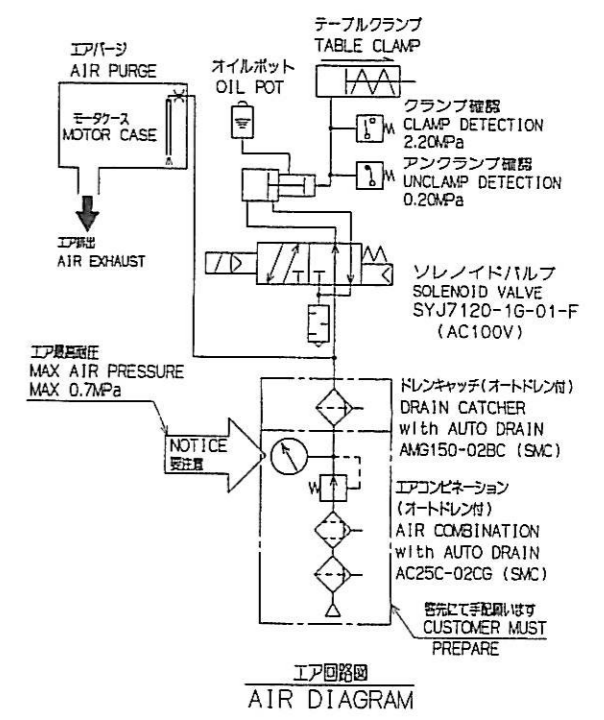 テーブルクランプ
TABLE CLAMP
エアパージ
AIR PURGE
オイルポット
OIL POT
モータケース
MOTOR CASE
クランプ確認
CLAMP DETECTION
2.20MPa
アンクランプ確認
UNCLAMP DETECTION
0.20MPa
エア排出
AIR EXHAUST
ソレノイドバルブ
SOLENOID VALVE
SYJ7120-1G-01-F
(AC100V)
エア最高耐圧
MAX AIR PRESSURE
MAX 0.7MPa
NOTICE
要注意
ドレンキャッチ(オートドレン付)
DRAIN CATCHER
with AUTO DRAIN
AMG150-02BC (SMC)
エアコンビネーション
(オートドレン付)
AIR COMBINATION
with AUTO DRAIN
AC25C-02CG (SMC)
客先にて手配願います
CUSTOMER MUST
PREPARE
エア回路図
AIR DIAGRAM